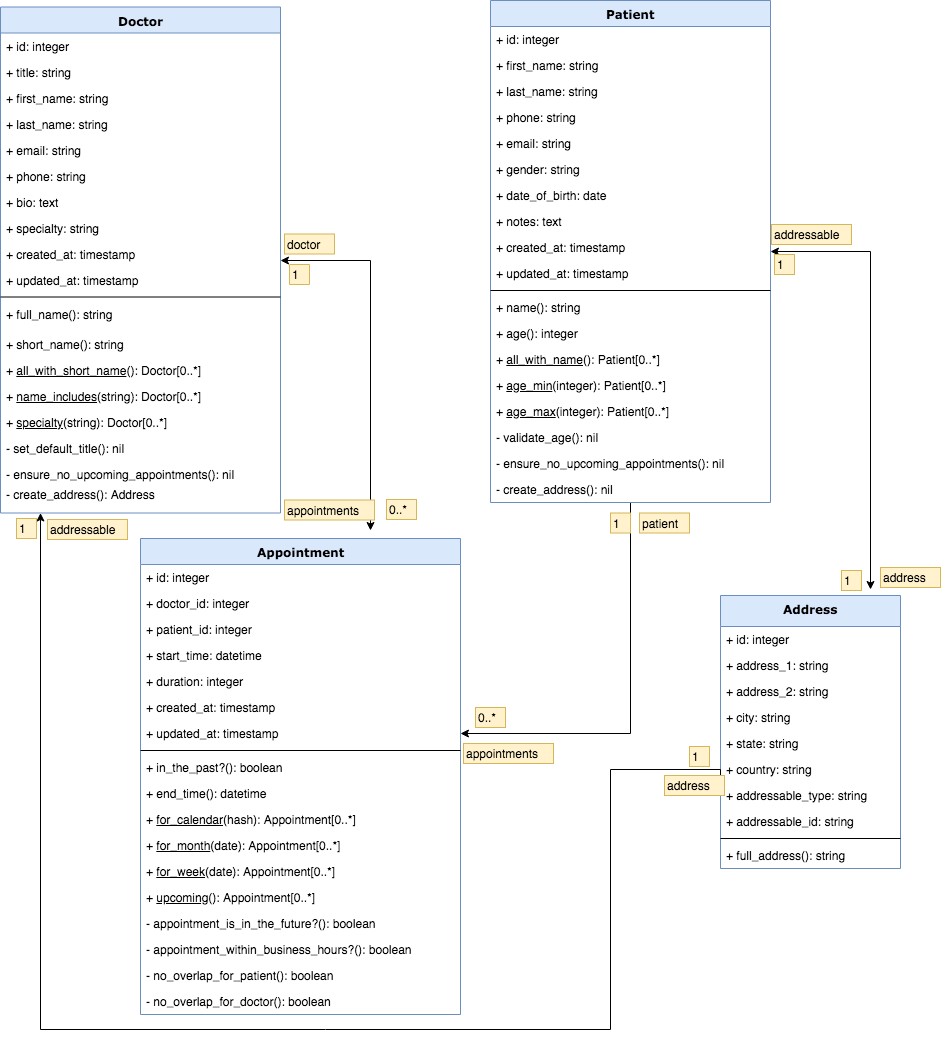 Doctor
+ id: integer
+ title: string
+ first_name: string
+ last_name: string
+ email: string
+ phone: string
+ bio: text
+ specialty: string
+ created_at: timestamp
+ updated_at: timestamp
+ full_name(): string
+ short_name(): string
+ all_with_short_name(): Doctor[0..*]
+ name_includes(string): Doctor[0..*]
+ specialty(string): Doctor[0..*]
- set_default_title(): nil
- ensure_no_upcoming_appointments(): nil
- create_address(): Address
doctor
1
appointments
0..*
1
addressable
Patient
+ id: integer
+ first_name: string
+ last_name: string
+ phone: string
+ email: string
+ gender: string
+ date_of_birth: date
+ notes: text
+ created_at: timestamp
+ updated_at: timestamp
+ name(): string
+ age(): integer
+ all_with_name(): Patient[0..*]
+ age_min(integer): Patient[0..*]
+ age_max(integer): Patient[0..*]
- validate_age(): nil
- ensure_no_upcoming_appointments(): nil
- create_address(): nil
addressable
1
1
patient
1
address
Appointment
+ id: integer
+ doctor_id: integer
+ patient_id: integer
+ start_time: datetime
+ duration: integer
+ created_at: timestamp
+ updated_at: timestamp
+ in_the_past?(): boolean
+ end_time(): datetime
+ for_calendar(hash): Appointment[0..*]
+ for_month(date): Appointment[0..*]
+ for_week(date): Appointment[0..*]
+ upcoming(): Appointment[0..*]
- appointment_is_in_the_future?(): boolean
- appointment_within_business_hours?(): boolean
- no_overlap_for_patient(): boolean
- no_overlap_for_doctor(): boolean
0..*
appointments
1
address
Address
+ id: integer
+ address_1: string
+ address_2: string
+ city: string
+ state: string
+ country: string
+ addressable_type: string
+ addressable_id: string
+ full_address(): string